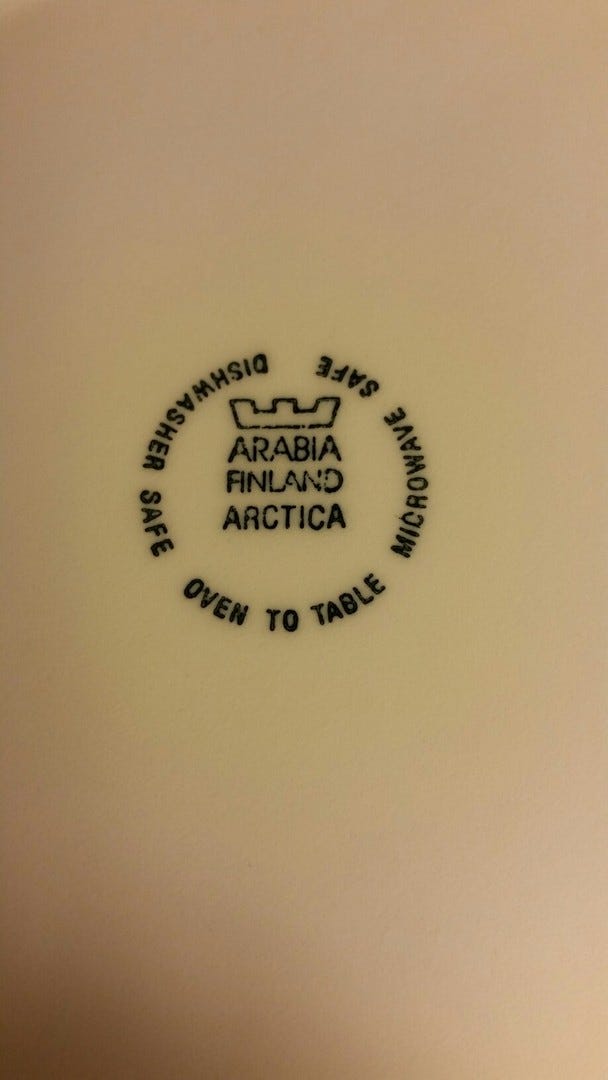 ARABIA
FINLAND
ARCTICA
DISHWASHER SAFE
OVEN TO TABLE
MICROWAVE SAFE